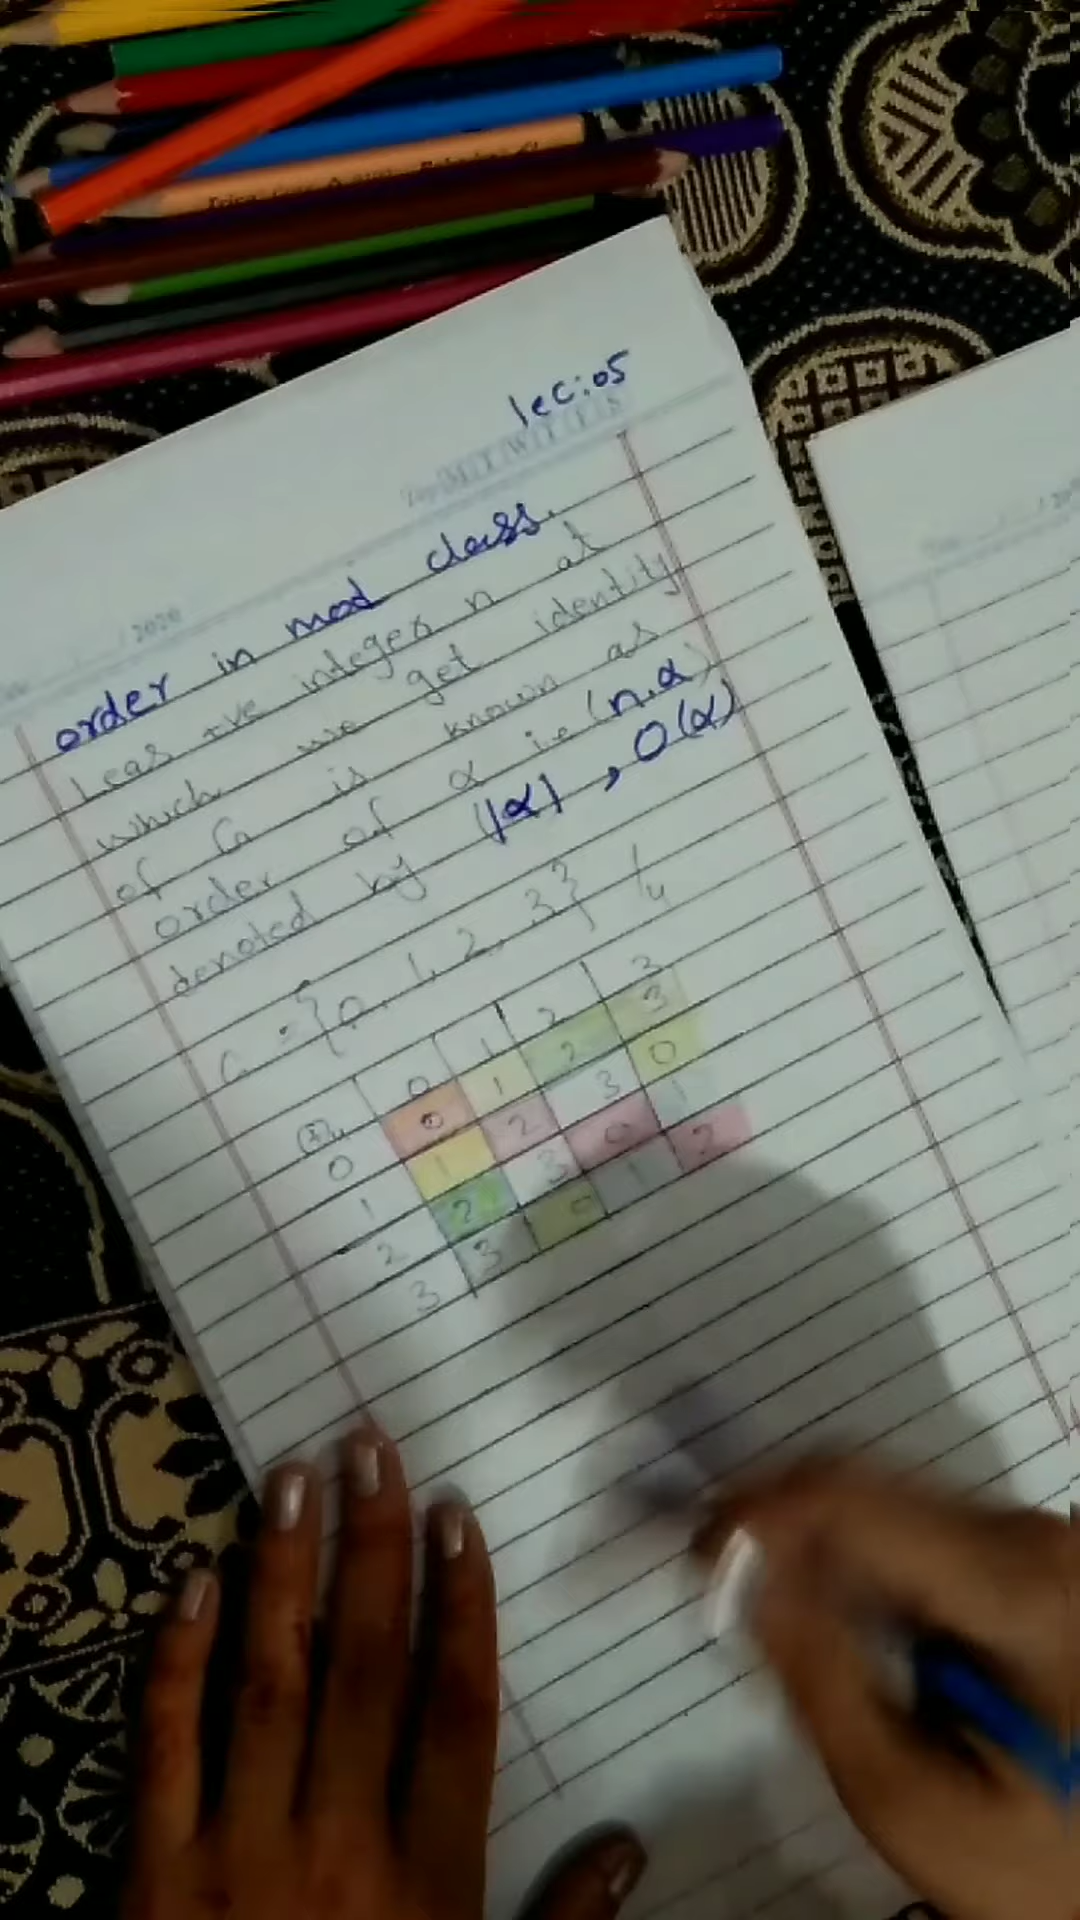 lec:05
/2020
order in mod class.
Leas +ve integer n at
which we get identity
of G is known as
order of α i.e (n.α)
denoted by (|α|) , O(α)
G = {0, 1, 2, 3} /4
(+)4 0 1 2 3
0 0 1 2 3
1 1 2 3 0
2 2 3 0 1
3 3 0 1 2